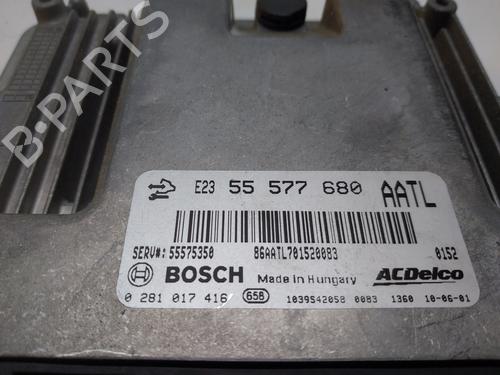 B-PARTS
E23 55 577 680 AATL
SERV#: 55575350 86AATL701520083 0152
BOSCH Made in Hungary ACDelco
0 281 017 416 658 1039S42050 0083 1360 10-06-01